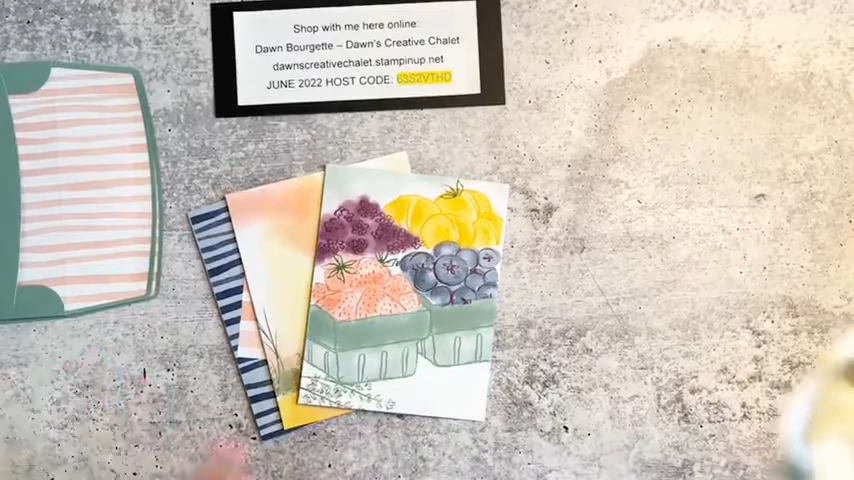 Shop with me here online:
Dawn Bourgette – Dawn's Creative Chalet
dawnscreativechalet.stampinup.net
JUNE 2022 HOST CODE: 63S2VTHD